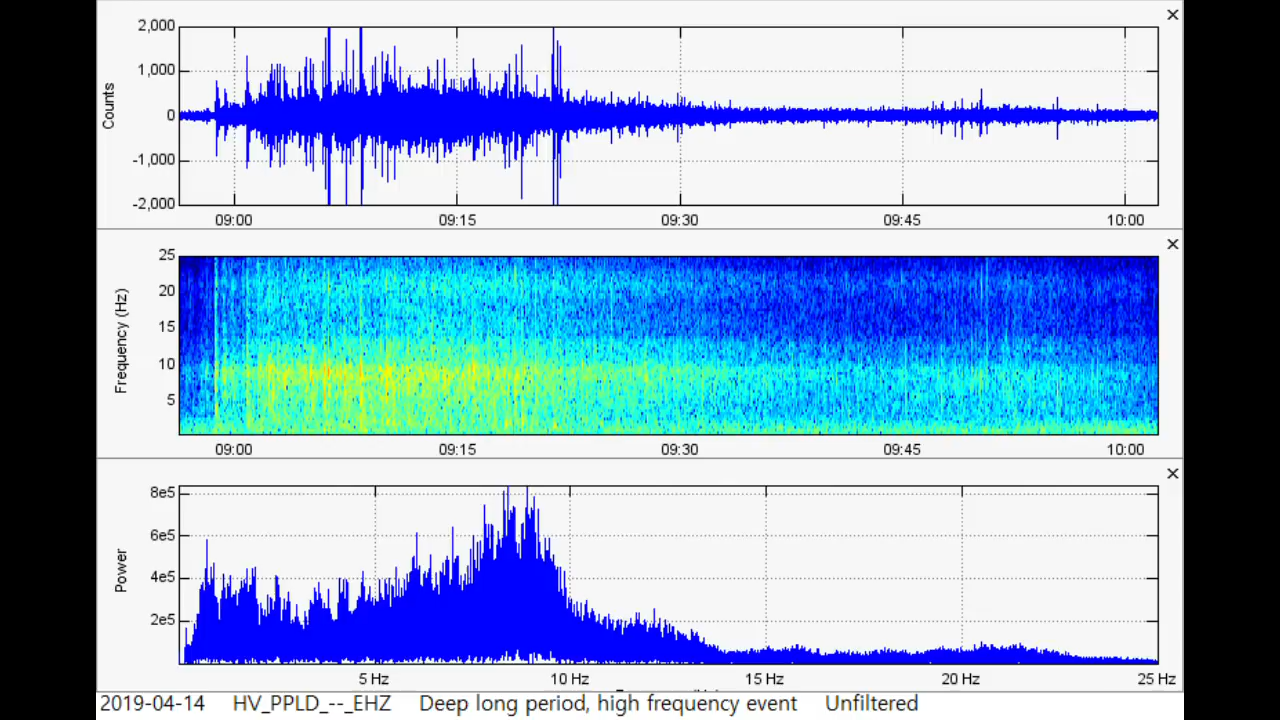 ×
2,000
1,000
0
-1,000
-2,000
Counts
09:00 09:15 09:30 09:45 10:00
×
25
20
15
10
5
Frequency (Hz)
09:00 09:15 09:30 09:45 10:00
×
8e5
6e5
4e5
2e5
Power
5 Hz 10 Hz 15 Hz 20 Hz 25 Hz
2019-04-14 HV_PPLD_--_EHZ Deep long period, high frequency event Unfiltered